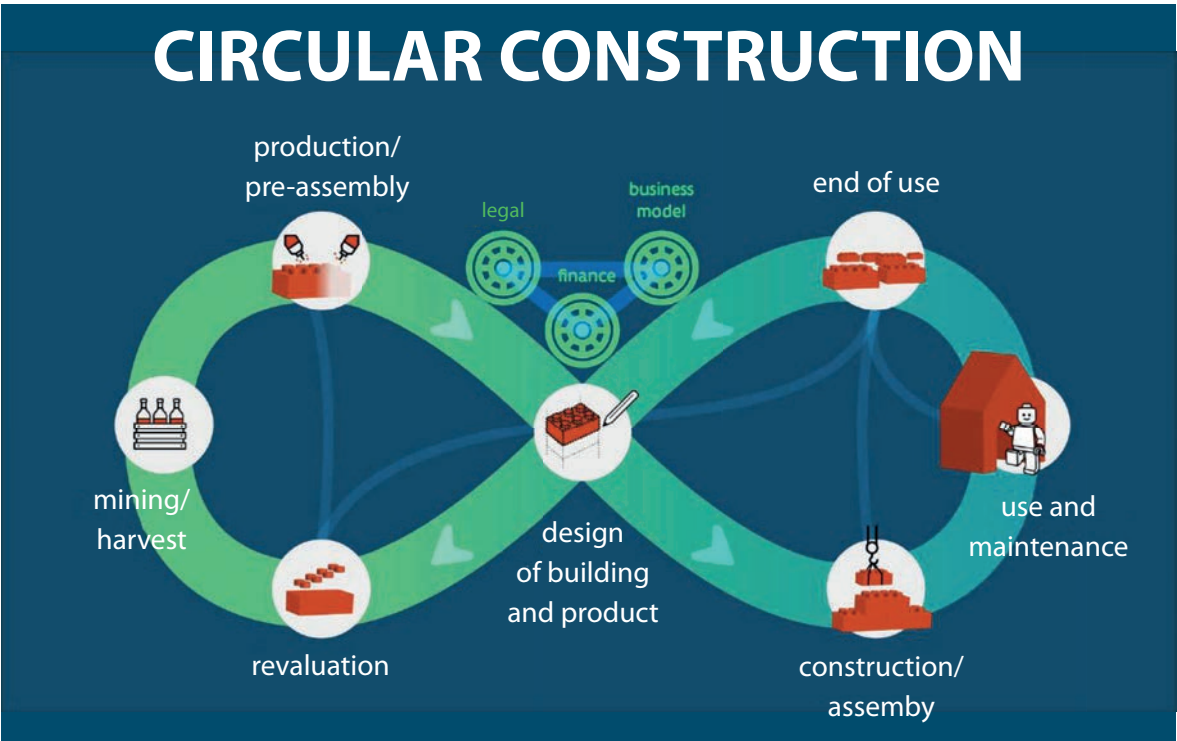 CIRCULAR CONSTRUCTION
production/
pre-assembly
legal
business
model
finance
end of use
mining/
harvest
design
of building
and product
use and
maintenance
revaluation
construction/
assemby